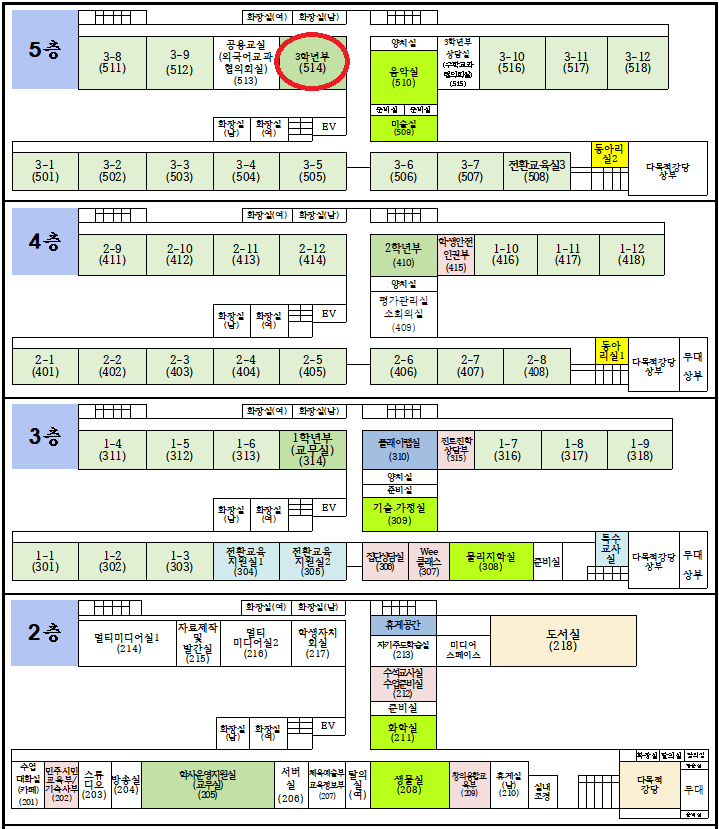 5층
화장실(여) 화장실(남)
3-8
(511)
3-9
(512)
공용교실
(외국어교과
협의회실)
(513)
3학년부
(514)
양치실
음악실
(510)
준비실 준비실
미술실
(509)
3학년부
상담실
(수학교과
협의회실)
(515)
3-10
(516)
3-11
(517)
3-12
(518)
화장실
(남)
화장실
(여)
EV
3-1
(501)
3-2
(502)
3-3
(503)
3-4
(504)
3-5
(505)
3-6
(506)
3-7
(507)
전환교육실3
(508)
동아리
실2
다목적강당
상부
4층
화장실(여) 화장실(남)
2-9
(411)
2-10
(412)
2-11
(413)
2-12
(414)
2학년부
(410)
학생안전
인권부
(415)
1-10
(416)
1-11
(417)
1-12
(418)
양치실
평가관리실
소회의실
(409)
화장실
(남)
화장실
(여)
EV
2-1
(401)
2-2
(402)
2-3
(403)
2-4
(404)
2-5
(405)
2-6
(406)
2-7
(407)
2-8
(408)
동아
리실1
다목적강당
상부
무대
상부
3층
화장실(여) 화장실(남)
1-4
(311)
1-5
(312)
1-6
(313)
1학년부
(교무실)
(314)
플레이랩실
(310)
진로진학
상담부
(315)
1-7
(316)
1-8
(317)
1-9
(318)
양치실
준비실
기술.가정실
(309)
화장실
(남)
화장실
(여)
EV
1-1
(301)
1-2
(302)
1-3
(303)
전환교육
지원실1
(304)
전환교육
지원실2
(305)
집단상담실
(306)
Wee
클래스
(307)
물리지학실
(308)
준비실
특수
교사
실
다목적강당
상부
무대
상부
2층
화장실(여) 화장실(남)
멀티미디어실1
(214)
자료제작
및
발간실
(215)
멀티
미디어실2
(216)
학생자치
회실
(217)
휴게공간
자기주도학습실
(213)
미디어
스페이스
도서실
(218)
수석교사실
수업준비실
(212)
준비실
화학실
(211)
화장실
(남)
화장실
(여)
EV
수업
대화실
(카페)
(201)
민주시민
교육부/
기숙사부
(202)
스튜
디오
(203)
방송실
(204)
학사운영지원실
(교무실)
(205)
서버
실
(206)
체육예술부
교육정보부
(207)
탈의
실
(여)
생물실
(208)
창의융합교
육부
(209)
휴게실
(남)
(210)
실내
조경
화장실 탈의실
다목적
강당
무대